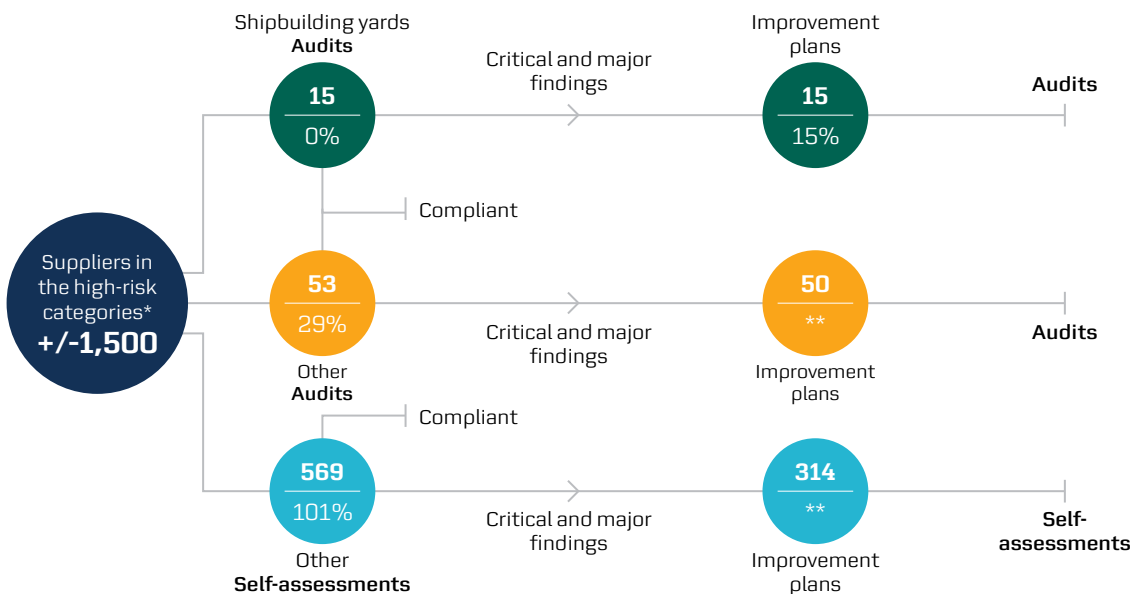 Shipbuilding yards
Audits
15
0%
Critical and major
findings
Improvement
plans
15
15%
Audits
Compliant
Suppliers in
the high-risk
categories*
+/-1,500
53
29%
Other
Audits
Critical and major
findings
50
**
Improvement
plans
Audits
Compliant
569
101%
Other
Self-assessments
Critical and major
findings
314
**
Improvement
plans
Self-
assessments